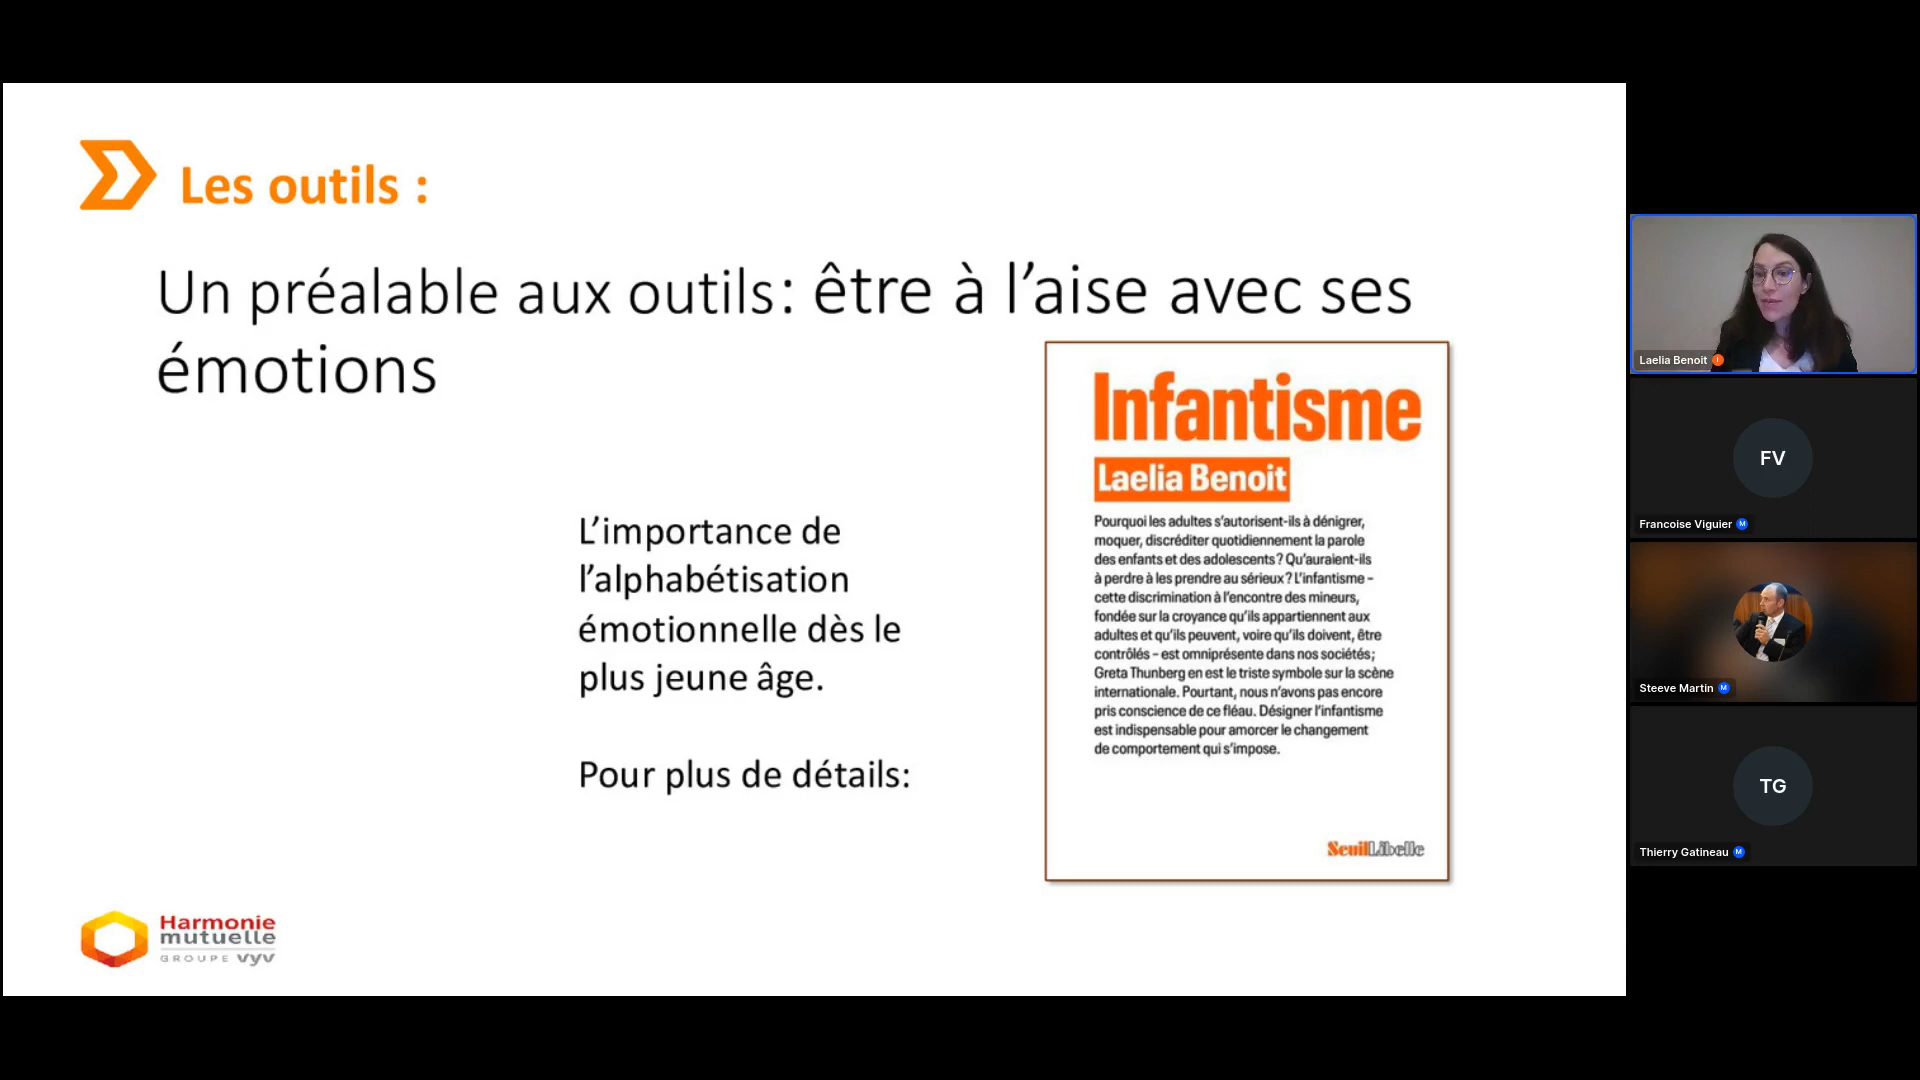 Les outils :
Un préalable aux outils: être à l’aise avec ses
émotions
L’importance de
l’alphabétisation
émotionnelle dès le
plus jeune âge.
Pour plus de détails:
Infantisme
Laelia Benoit
Pourquoi les adultes s’autorisent-ils à dénigrer,
moquer, discréditer quotidiennement la parole
des enfants et des adolescents ? Qu’auraient-ils
à perdre à les prendre au sérieux ? L’infantisme –
cette discrimination à l’encontre des mineurs,
fondée sur la croyance qu’ils appartiennent aux
adultes et qu’ils peuvent, voire qu’ils doivent, être
contrôlés – est omniprésente dans nos sociétés ;
Greta Thunberg en est le triste symbole sur la scène
internationale. Pourtant, nous n’avons pas encore
pris conscience de ce fléau. Désigner l’infantisme
est indispensable pour amorcer le changement
de comportement qui s’impose.
SeuilLibelle
Harmonie
mutuelle
GROUPE vyv
Laelia Benoit I
FV
Francoise Viguier M
Steeve Martin M
TG
Thierry Gatineau M